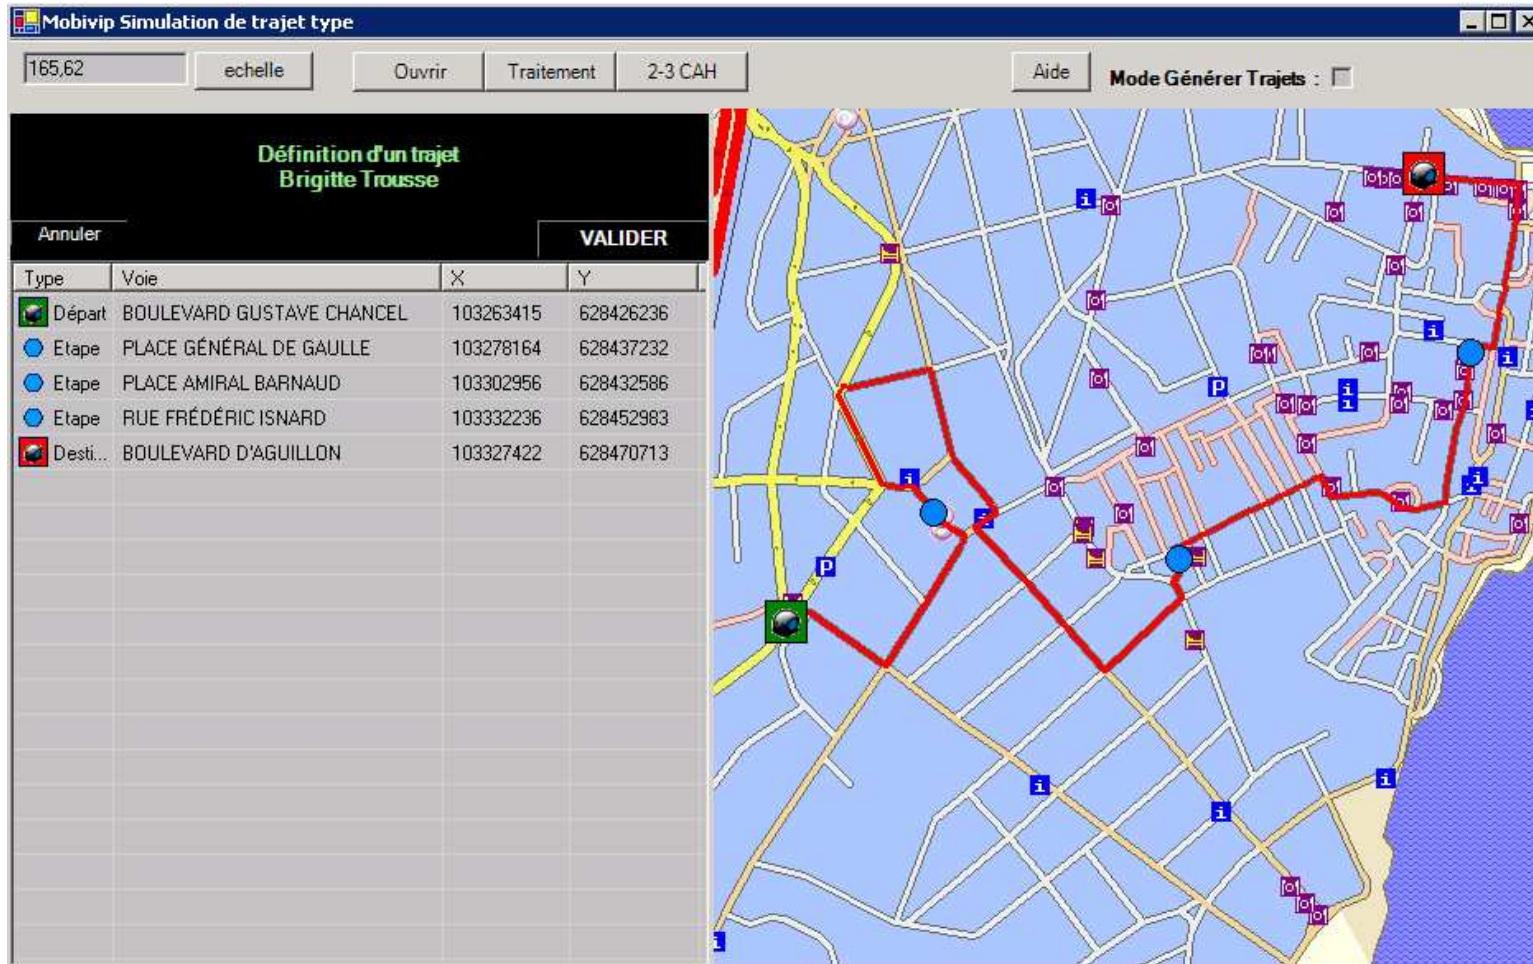 Mobivip Simulation de trajet type
165,62 echelle Ouvrir Traitement 2-3 CAH Aide Mode Générer Trajets :
Définition d'un trajet
Brigitte Trousse
Annuler VALIDER
Type Voie X Y
Départ BOULEVARD GUSTAVE CHANCEL 103263415 628426236
Etape PLACE GÉNÉRAL DE GAULLE 103278164 628437232
Etape PLACE AMIRAL BARNAUD 103302956 628432586
Etape RUE FRÉDÉRIC ISNARD 103332236 628452983
Desti... BOULEVARD D'AGUILLON 103327422 628470713
i
i
i
P
i
i
i
i
i
P
i
i
i
i
i